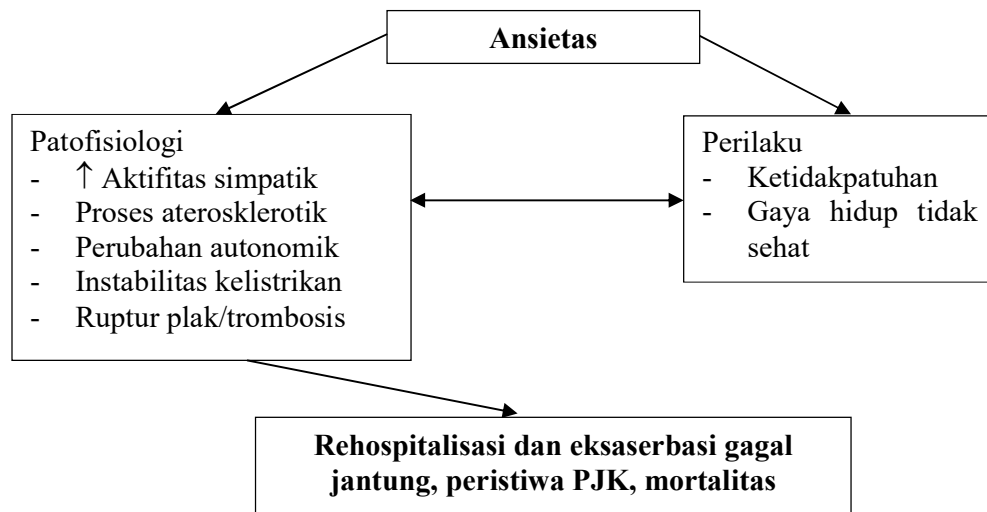 Ansietas
Patofisiologi
- ↑ Aktifitas simpatik
- Proses aterosklerotik
- Perubahan autonomik
- Instabilitas kelistrikan
- Ruptur plak/trombosis
Perilaku
- Ketidakpatuhan
- Gaya hidup tidak
sehat
Rehospitalisasi dan eksaserbasi gagal
jantung, peristiwa PJK, mortalitas